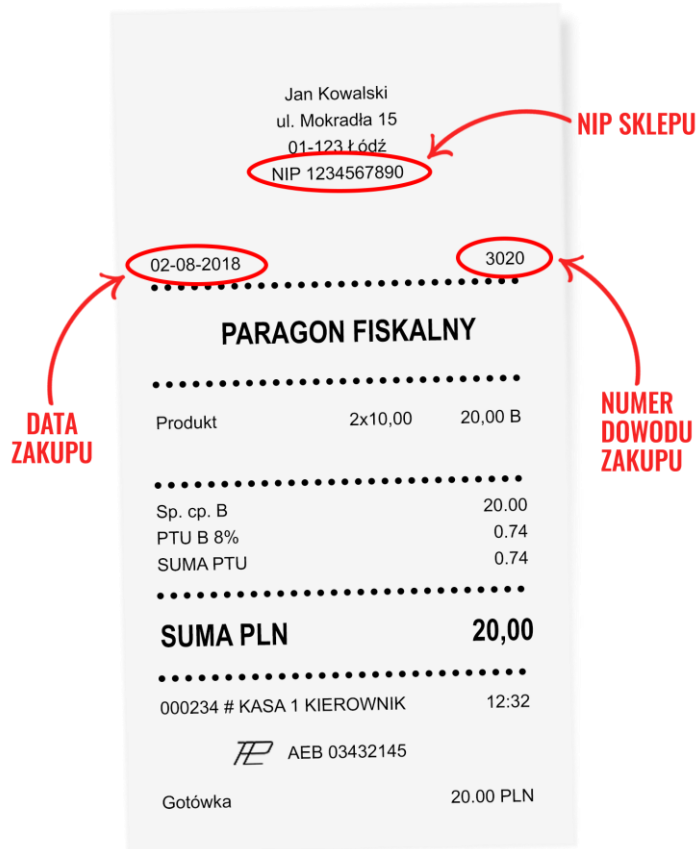 Jan Kowalski
ul. Mokradła 15
01-123 Łódź
NIP 1234567890
NIP SKLEPU
02-08-2018 3020
PARAGON FISKALNY
DATA
ZAKUPU
NUMER
DOWODU
ZAKUPU
Produkt 2x10,00 20,00 B
Sp. cp. B 20.00
PTU B 8% 0.74
SUMA PTU 0.74
SUMA PLN 20,00
000234 # KASA 1 KIEROWNIK 12:32
AEB 03432145
Gotówka 20.00 PLN